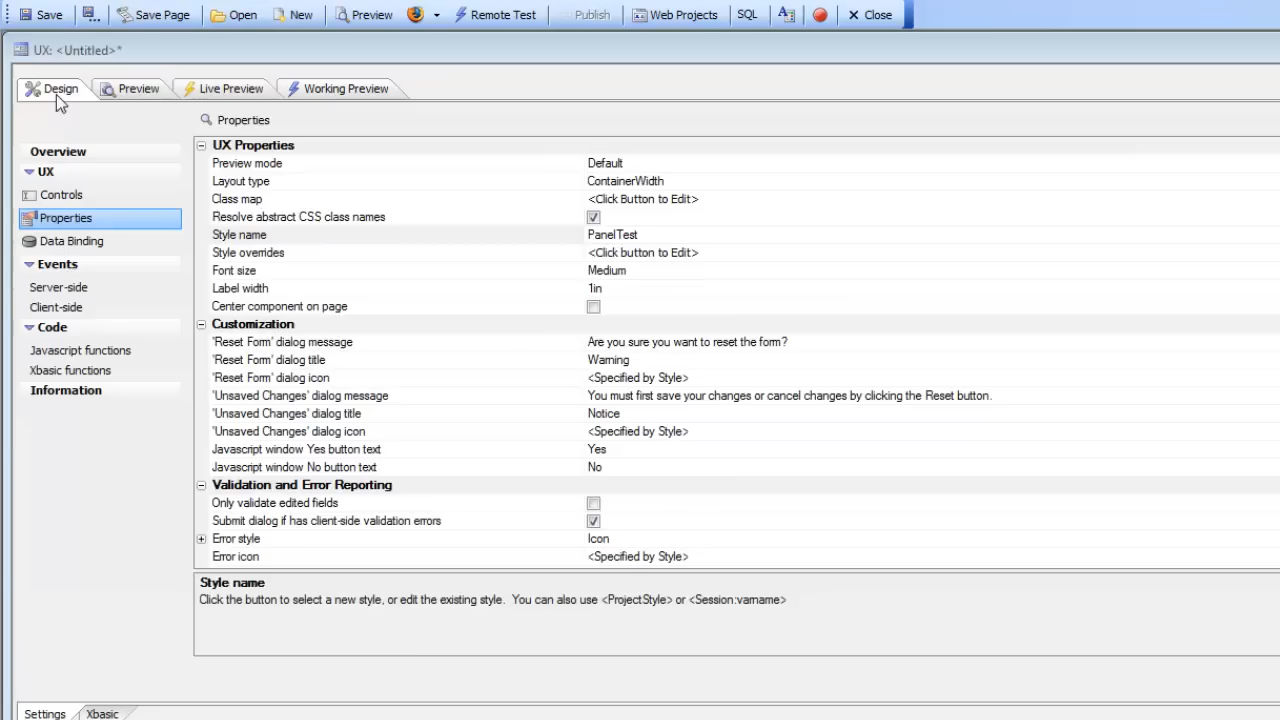 Save Save Page Open New Preview Remote Test Publish Web Projects SQL Close
UX: <Untitled>*
Design Preview Live Preview Working Preview
Properties
Overview
UX
Controls
Properties
Data Binding
Events
Server-side
Client-side
Code
Javascript functions
Xbasic functions
Information
UX Properties
Preview mode Default
Layout type ContainerWidth
Class map <Click Button to Edit>
Resolve abstract CSS class names
Style name PanelTest
Style overrides <Click button to Edit>
Font size Medium
Label width 1in
Center component on page
Customization
'Reset Form' dialog message Are you sure you want to reset the form?
'Reset Form' dialog title Warning
'Reset Form' dialog icon <Specified by Style>
'Unsaved Changes' dialog message You must first save your changes or cancel changes by clicking the Reset button.
'Unsaved Changes' dialog title Notice
'Unsaved Changes' dialog icon <Specified by Style>
Javascript window Yes button text Yes
Javascript window No button text No
Validation and Error Reporting
Only validate edited fields
Submit dialog if has client-side validation errors
Error style Icon
Error icon <Specified by Style>
Style name
Click the button to select a new style, or edit the existing style. You can also use <ProjectStyle> or <Session:varname>
Settings Xbasic